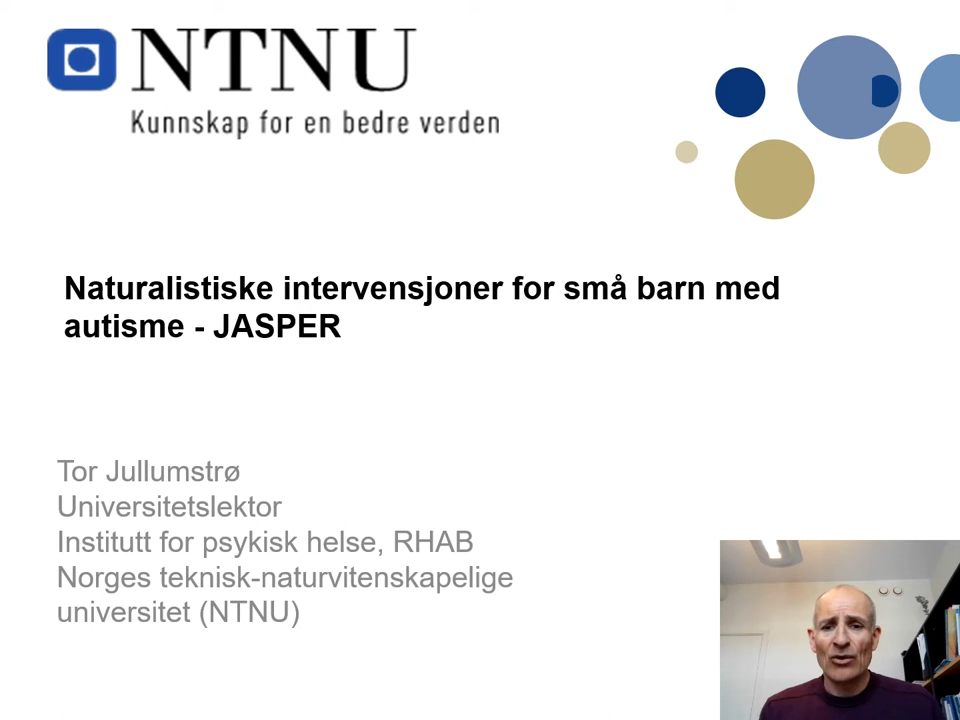 NTNU
Kunnskap for en bedre verden
Naturalistiske intervensjoner for små barn med
autisme - JASPER
Tor Jullumstrø
Universitetslektor
Institutt for psykisk helse, RHAB
Norges teknisk-naturvitenskapelige
universitet (NTNU)